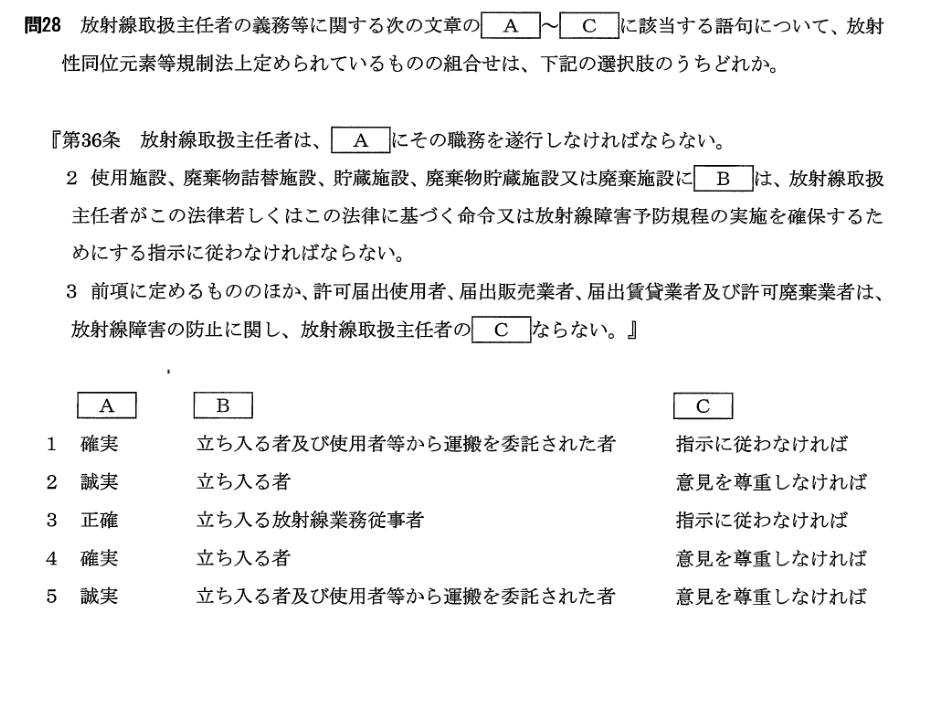 問28 放射線取扱主任者の義務等に関する次の文章の A ～ C に該当する語句について、放射
性同位元素等規制法上定められているものの組合せは、下記の選択肢のうちどれか。
『第36条 放射線取扱主任者は、 A にその職務を遂行しなければならない。
2 使用施設、廃棄物詰替施設、貯蔵施設、廃棄物貯蔵施設又は廃棄施設に B は、放射線取扱
主任者がこの法律若しくはこの法律に基づく命令又は放射線障害予防規程の実施を確保するた
めにする指示に従わなければならない。
3 前項に定めるもののほか、許可届出使用者、届出販売業者、届出賃貸業者及び許可廃棄業者は、
放射線障害の防止に関し、放射線取扱主任者の C ならない。』
A B C
1 確実 立ち入る者及び使用者等から運搬を委託された者 指示に従わなければ
2 誠実 立ち入る者 意見を尊重しなければ
3 正確 立ち入る放射線業務従事者 指示に従わなければ
4 確実 立ち入る者 意見を尊重しなければ
5 誠実 立ち入る者及び使用者等から運搬を委託された者 意見を尊重しなければ